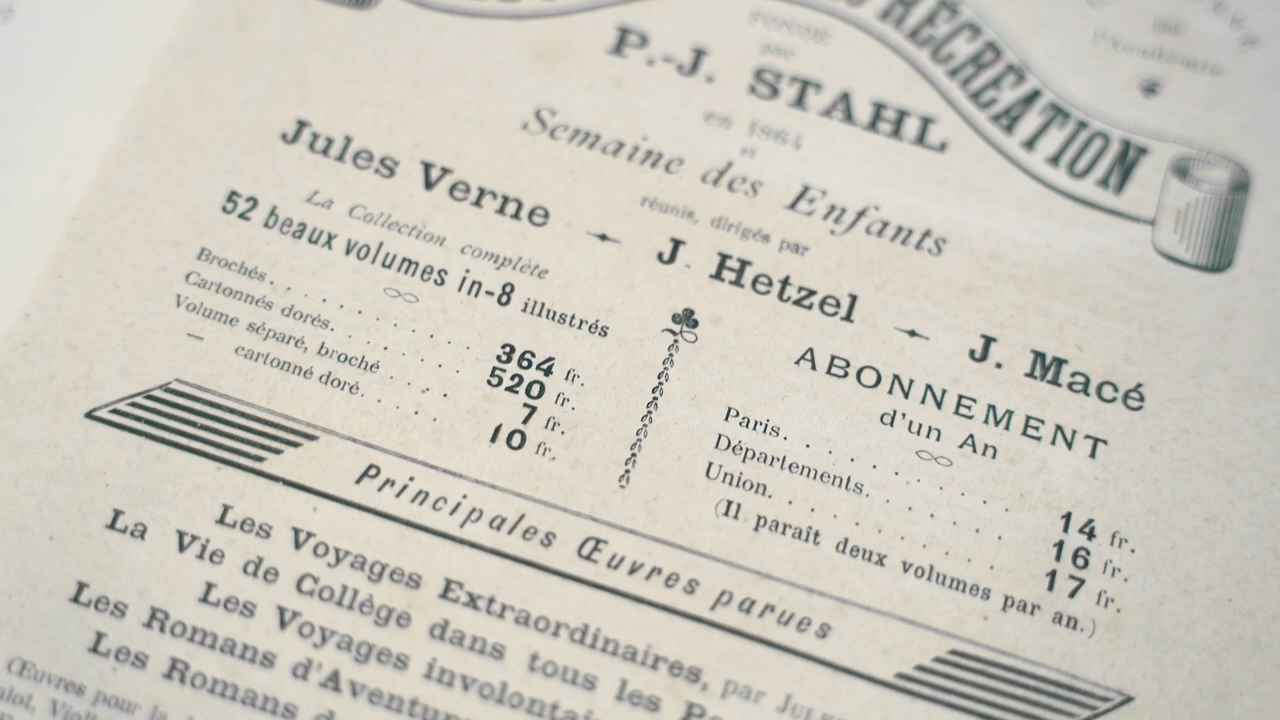 RÉCRÉATION
FONDÉ
par
P.-J. STAHL
en 1864
et
Semaine des Enfants
réunis, dirigés par
Jules Verne — J. Hetzel — J. Macé
La Collection complète
52 beaux volumes in-8 illustrés
Brochés. . . . . . . . . . . 364 fr.
Cartonnés dorés. . . . . . . . 520 fr.
Volume séparé, broché . . . . . 7 fr.
— cartonné doré. . . . . . 10 fr.
ABONNEMENT
d'un An
Paris. . . . . . . . . . 14 fr.
Départements. . . . . . . 16 fr.
Union. . . . . . . . . . 17 fr.
(Il paraît deux volumes par an.)
Principales Œuvres parues
Les Voyages Extraordinaires, par
La Vie de Collège dans tous les
Les Voyages
Les Romans
Les Romans
Œuvres pour la